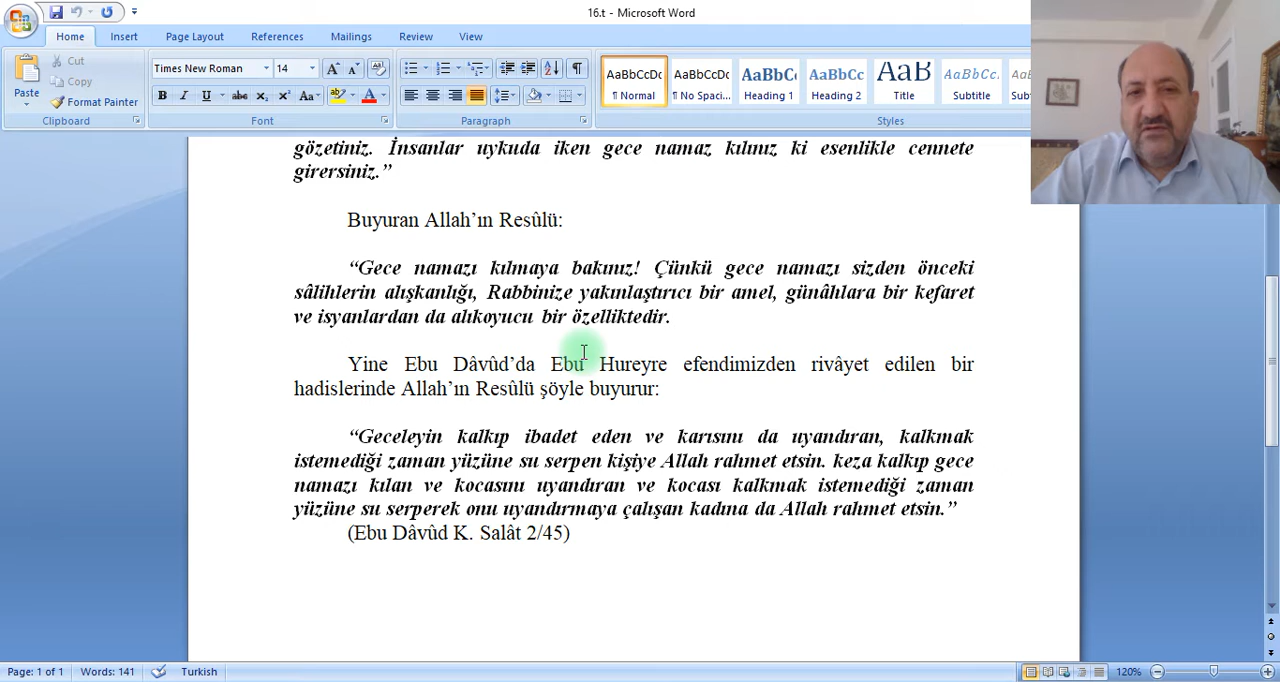 16.t - Microsoft Word
Home Insert Page Layout References Mailings Review View
Paste
Cut
Copy
Format Painter
Clipboard
Times New Roman 14
Font
Paragraph
AaBbCcDc AaBbCcDc AaBbC AaBbCc AaB AaBbCc.
¶ Normal ¶ No Spaci... Heading 1 Heading 2 Title Subtitle
Styles
gözetiniz. İnsanlar uykuda iken gece namaz kılınız ki esenlikle cennete
girersiniz.”
Buyuran Allah’ın Resûlü:
“Gece namazı kılmaya bakınız! Çünkü gece namazı sizden önceki
sâlihlerin alışkanlığı, Rabbinize yakınlaştırıcı bir amel, günâhlara bir kefaret
ve isyanlardan da alıkoyucu bir özelliktedir.
Yine Ebu Dâvûd’da Ebu Hureyre efendimizden rivâyet edilen bir
hadislerinde Allah’ın Resûlü şöyle buyurur:
“Geceleyin kalkıp ibadet eden ve karısını da uyandıran, kalkmak
istemediği zaman yüzüne su serpen kişiye Allah rahmet etsin. keza kalkıp gece
namazı kılan ve kocasını uyandıran ve kocası kalkmak istemediği zaman
yüzüne su serperek onu uyandırmaya çalışan kadına da Allah rahmet etsin.”
(Ebu Dâvûd K. Salât 2/45)
Page: 1 of 1 Words: 141 Turkish 120%